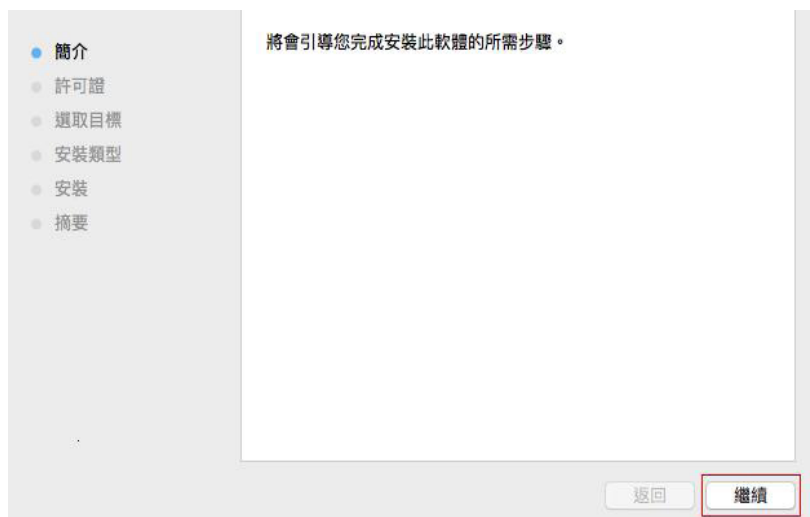 簡介
許可證
選取目標
安裝類型
安裝
摘要
將會引導您完成安裝此軟體的所需步驟。
返回
繼續